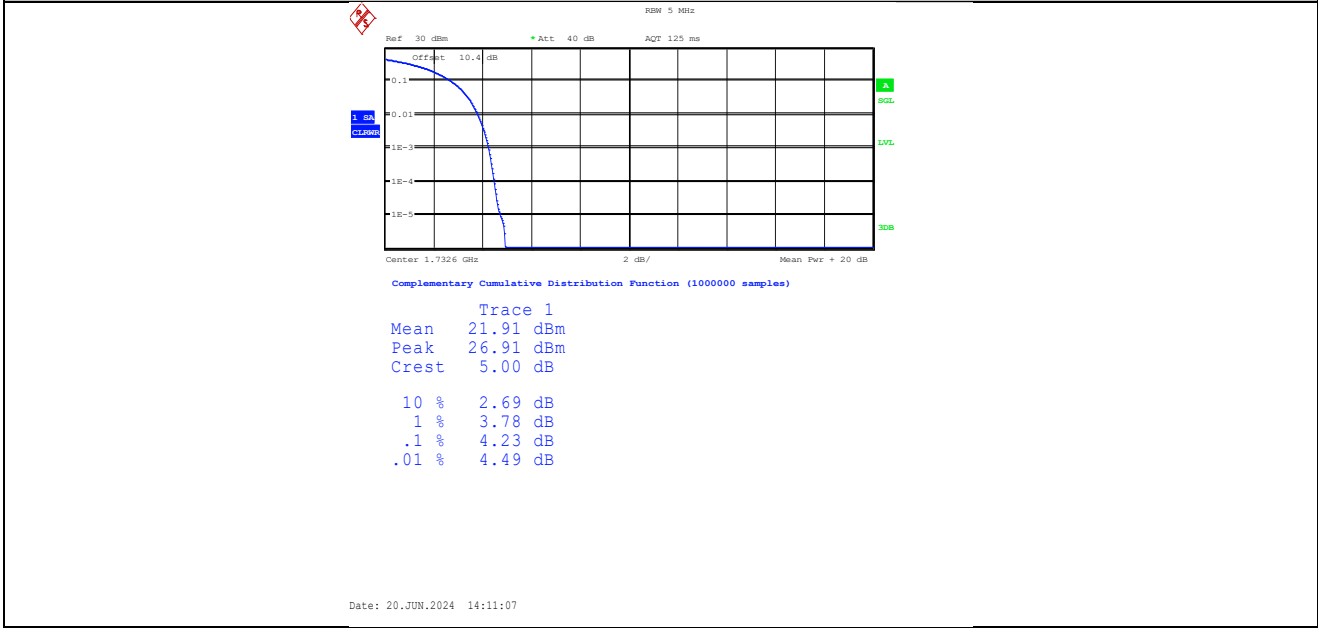 RBW 5 MHz
Ref 30 dBm * Att 40 dB AQT 125 ms
Offset 10.4 dB
0.1
A
SGL
0.01
1 SA
CLRWR
1E-3
LVL
1E-4
1E-5
3DB
Center 1.7326 GHz 2 dB/ Mean Pwr + 20 dB
Complementary Cumulative Distribution Function (1000000 samples)
Trace 1
Mean 21.91 dBm
Peak 26.91 dBm
Crest 5.00 dB
10 % 2.69 dB
1 % 3.78 dB
.1 % 4.23 dB
.01 % 4.49 dB
Date: 20.JUN.2024 14:11:07